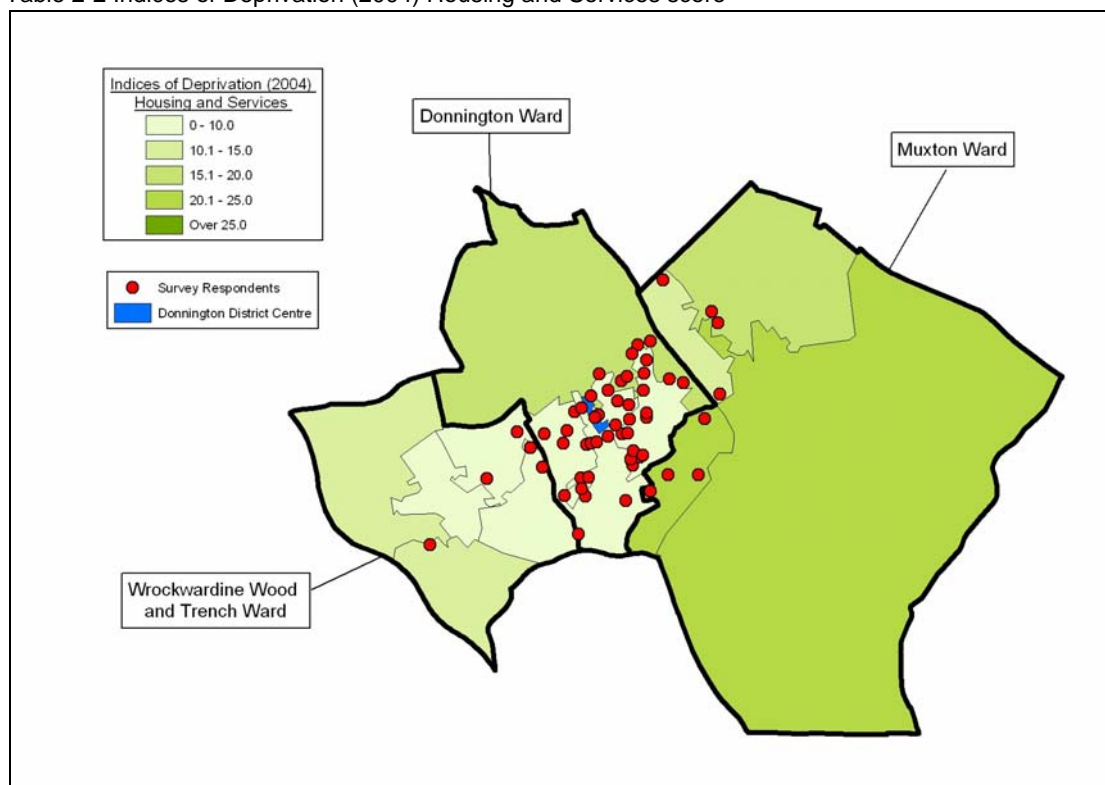 Table 2-2 Indices of Deprivation (2004) Housing and Services score
Indices of Deprivation (2004)
Housing and Services
0 - 10.0
10.1 - 15.0
15.1 - 20.0
20.1 - 25.0
Over 25.0
Survey Respondents
Donnington District Centre
Donnington Ward
Muxton Ward
Wrockwardine Wood
and Trench Ward